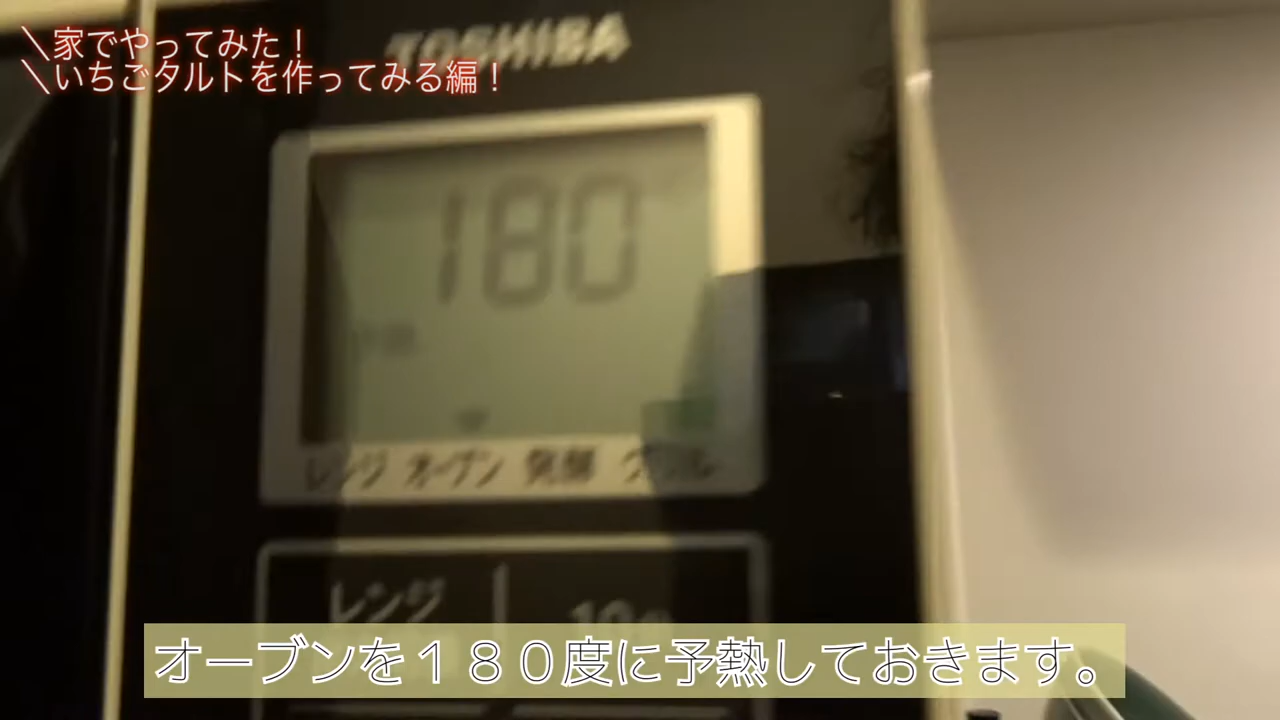 ＼家でやってみた！
＼いちごタルトを作ってみる編！
TOSHIBA
180
レンジ オーブン 発酵 グリル
レンジ
オーブンを１８０度に予熱しておきます。